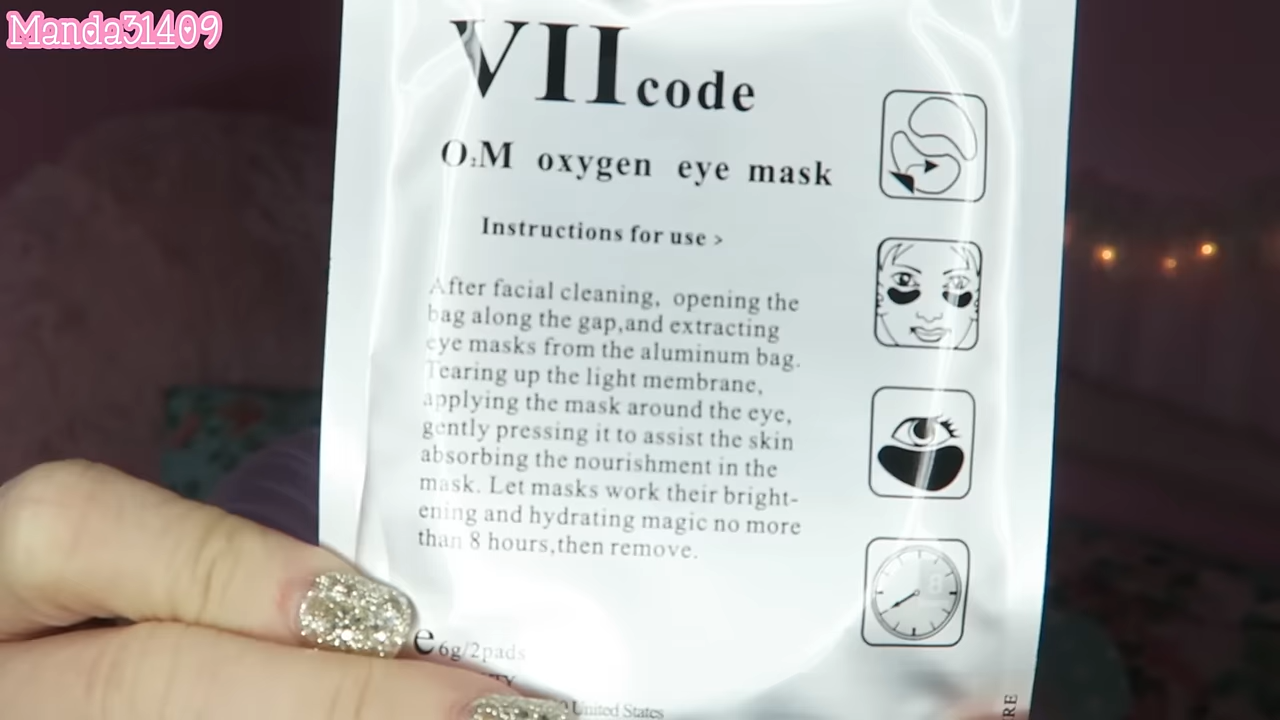 Manda31409
VII code
O₂M oxygen eye mask
Instructions for use >
After facial cleaning, opening the
bag along the gap,and extracting
eye masks from the aluminum bag.
Tearing up the light membrane,
applying the mask around the eye,
gently pressing it to assist the skin
absorbing the nourishment in the
mask. Let masks work their bright-
ening and hydrating magic no more
than 8 hours,then remove.
8
e 6g/2pads
United States